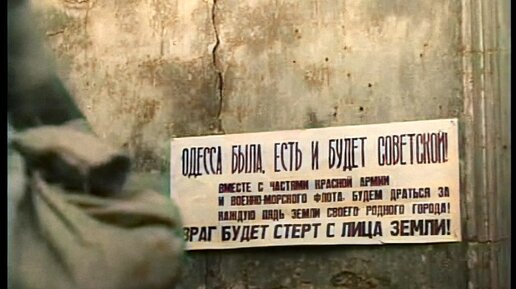 ОДЕССА БЫЛА, ЕСТЬ И БУДЕТ СОВЕТСКОЙ!
ВМЕСТЕ С ЧАСТЯМИ КРАСНОЙ АРМИИ
И ВОЕННО-МОРСКОГО ФЛОТА БУДЕМ ДРАТЬСЯ ЗА
КАЖДУЮ ПЯДЬ ЗЕМЛИ СВОЕГО РОДНОГО ГОРОДА!
ВРАГ БУДЕТ СТЕРТ С ЛИЦА ЗЕМЛИ!